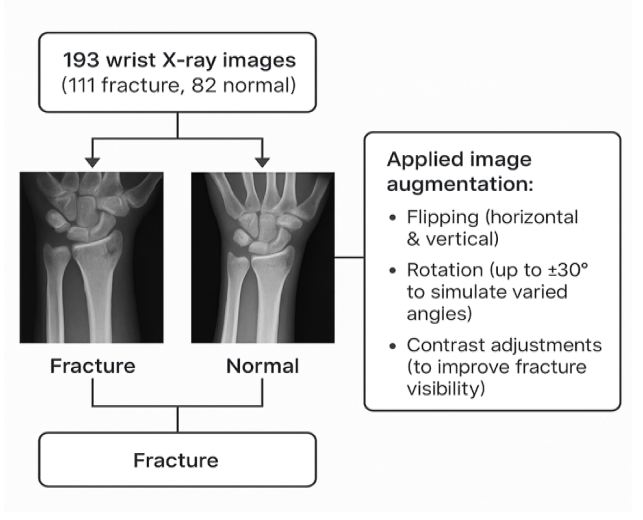 193 wrist X-ray images
(111 fracture, 82 normal)
Applied image
augmentation:
• Flipping (horizontal
& vertical)
• Rotation (up to ±30°
to simulate varied
angles)
• Contrast adjustments
(to improve fracture
visibility)
Fracture
Normal
Fracture